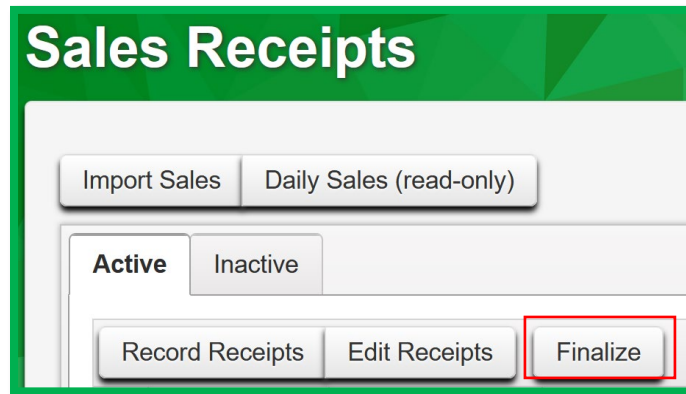 Sales Receipts
Import Sales Daily Sales (read-only)
Active Inactive
Record Receipts Edit Receipts Finalize